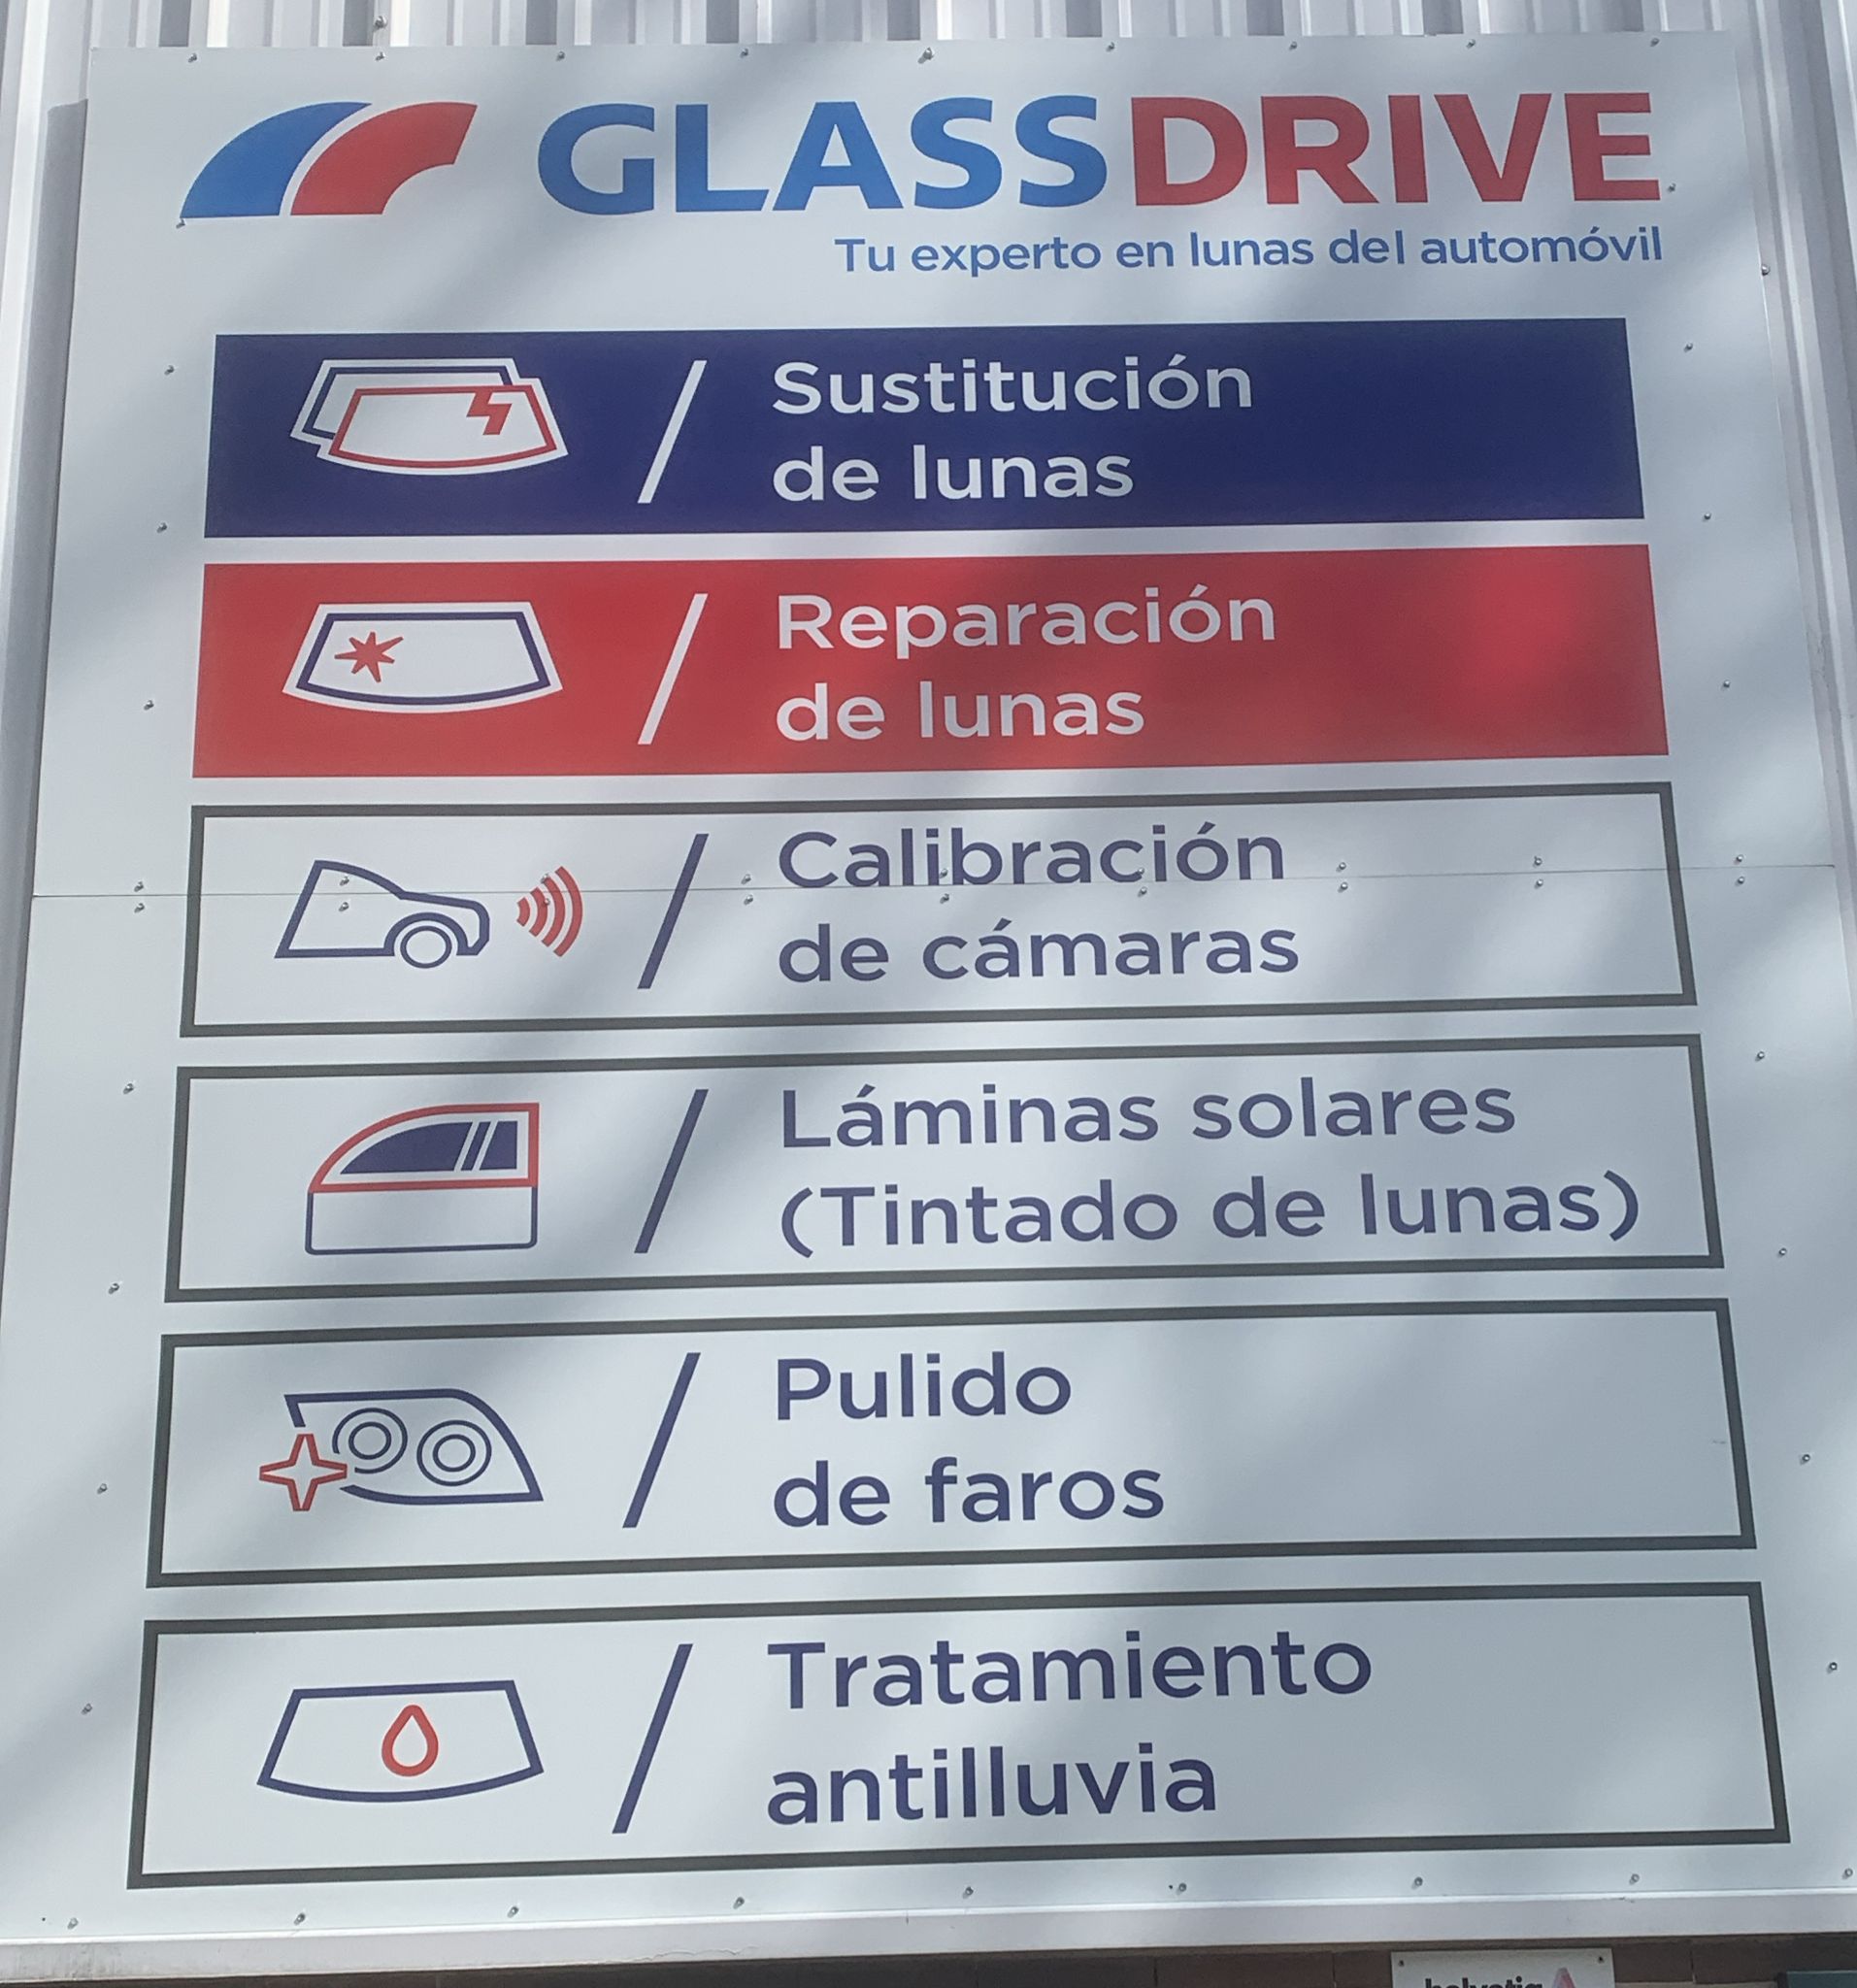 GLASSDRIVE
Tu experto en lunas del automóvil
Sustitución
de lunas
Reparación
de lunas
Calibración
de cámaras
Láminas solares
(Tintado de lunas)
Pulido
de faros
Tratamiento
antilluvia